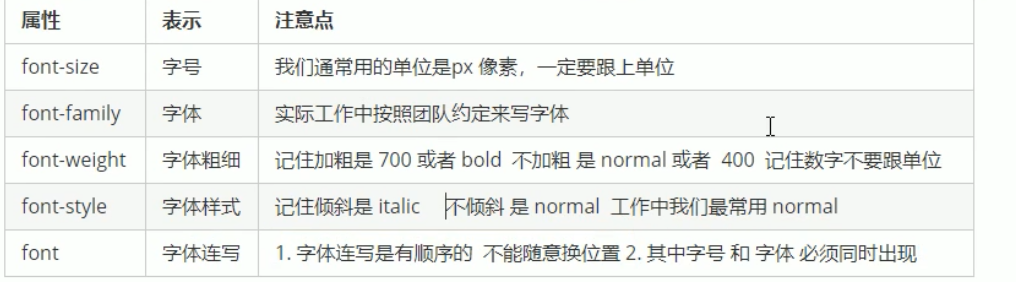 属性 表示 注意点
font-size 字号 我们通常用的单位是px 像素，一定要跟上单位
font-family 字体 实际工作中按照团队约定来写字体
font-weight 字体粗细 记住加粗是 700 或者 bold 不加粗 是 normal 或者 400 记住数字不要跟单位
font-style 字体样式 记住倾斜是 italic 不倾斜 是 normal 工作中我们最常用 normal
font 字体连写 1. 字体连写是有顺序的 不能随意换位置 2. 其中字号 和 字体 必须同时出现